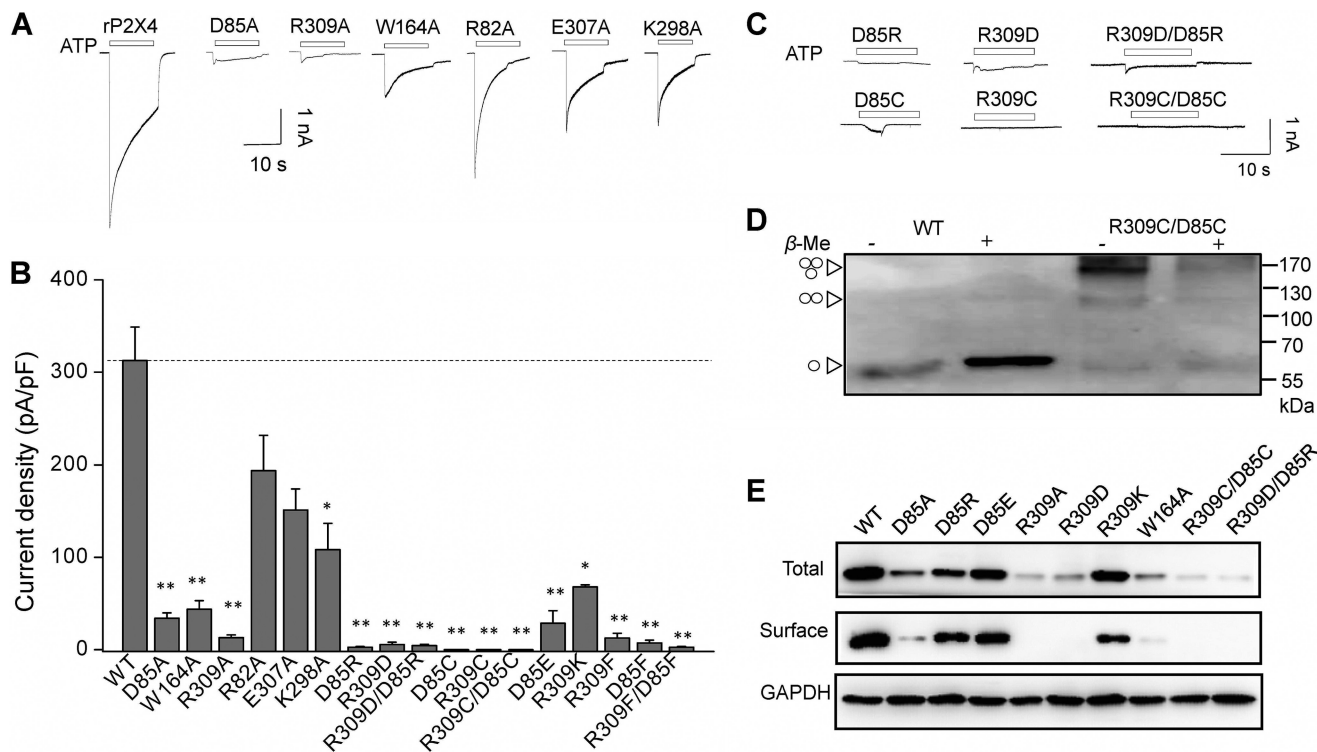 A
rP2X4 D85A R309A W164A R82A E307A K298A
ATP
1 nA
10 s
B
Current density (pA/pF)
400
300
200
100
0
** ** ** * ** ** ** ** ** ** ** * ** ** **
WT D85A W164A R309A R82A E307A K298A D85R R309D R309D/D85R D85C R309C R309C/D85C D85E R309K R309F D85F R309F/D85F
C
D85R R309D R309D/D85R
ATP
D85C R309C R309C/D85C
1 nA
10 s
D
WT R309C/D85C
β-Me - + - +
170
130
100
70
55
kDa
E
WT D85A D85R D85E R309A R309D R309K W164A R309C/D85C R309D/D85R
Total
Surface
GAPDH